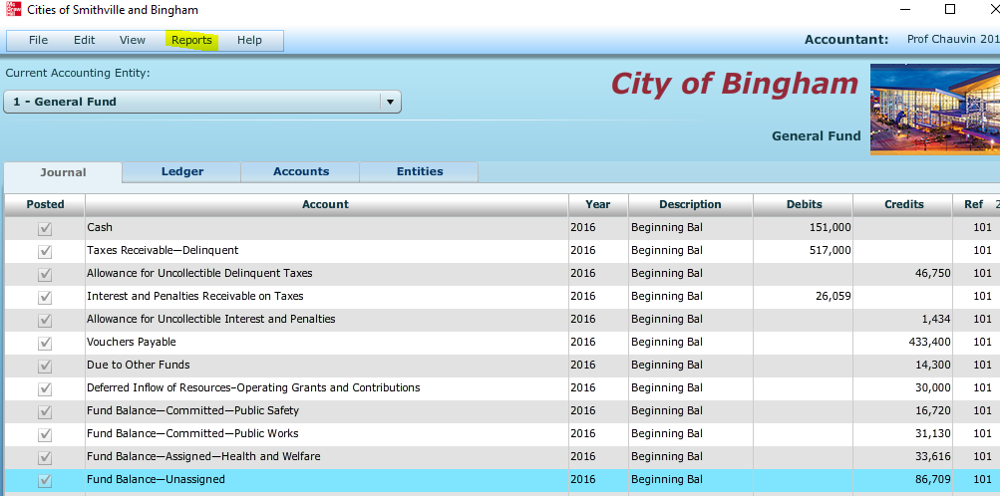 Mc Graw Hill
Cities of Smithville and Bingham
File Edit View Reports Help
Accountant: Prof Chauvin 201
Current Accounting Entity:
1 - General Fund
City of Bingham
General Fund
Journal Ledger Accounts Entities
Posted Account Year Description Debits Credits Ref 2
Cash 2016 Beginning Bal 151,000 101
Taxes Receivable—Delinquent 2016 Beginning Bal 517,000 101
Allowance for Uncollectible Delinquent Taxes 2016 Beginning Bal 46,750 101
Interest and Penalties Receivable on Taxes 2016 Beginning Bal 26,059 101
Allowance for Uncollectible Interest and Penalties 2016 Beginning Bal 1,434 101
Vouchers Payable 2016 Beginning Bal 433,400 101
Due to Other Funds 2016 Beginning Bal 14,300 101
Deferred Inflow of Resources–Operating Grants and Contributions 2016 Beginning Bal 30,000 101
Fund Balance—Committed—Public Safety 2016 Beginning Bal 16,720 101
Fund Balance—Committed—Public Works 2016 Beginning Bal 31,130 101
Fund Balance—Assigned—Health and Welfare 2016 Beginning Bal 33,616 101
Fund Balance—Unassigned 2016 Beginning Bal 86,709 101